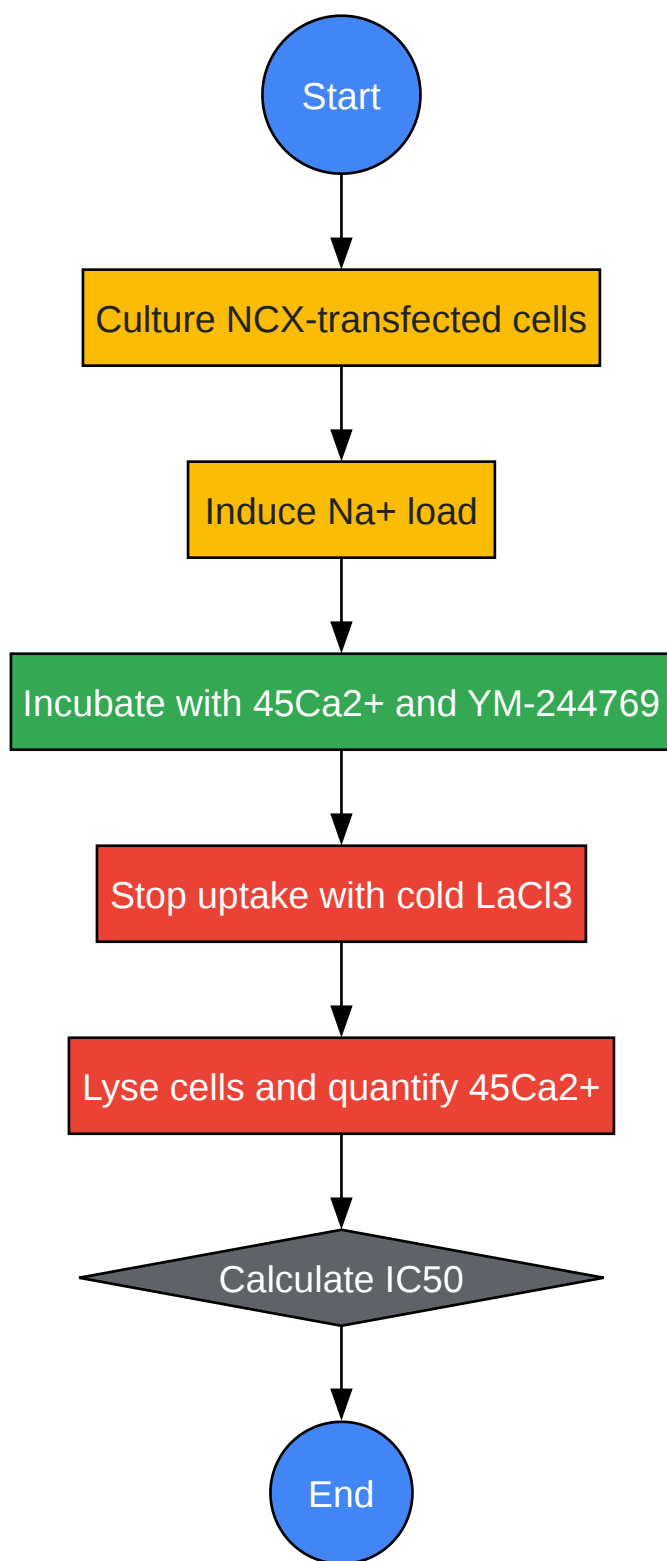 Start
Culture NCX-transfected cells
Induce Na+ load
Incubate with 45Ca2+ and YM-244769
Stop uptake with cold LaCl3
Lyse cells and quantify 45Ca2+
Calculate IC50
End